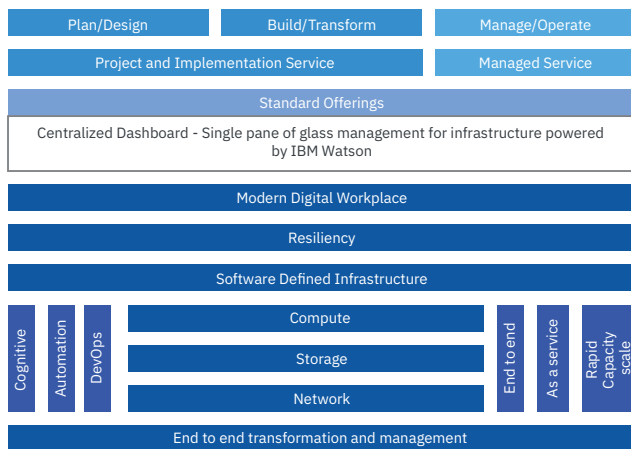 Plan/Design
Build/Transform
Manage/Operate
Project and Implementation Service
Managed Service
Standard Offerings
Centralized Dashboard - Single pane of glass management for infrastructure powered
by IBM Watson
Modern Digital Workplace
Resiliency
Software Defined Infrastructure
Cognitive
Automation
DevOps
Compute
Storage
Network
End to end
As a service
Rapid
Capacity
scale
End to end transformation and management